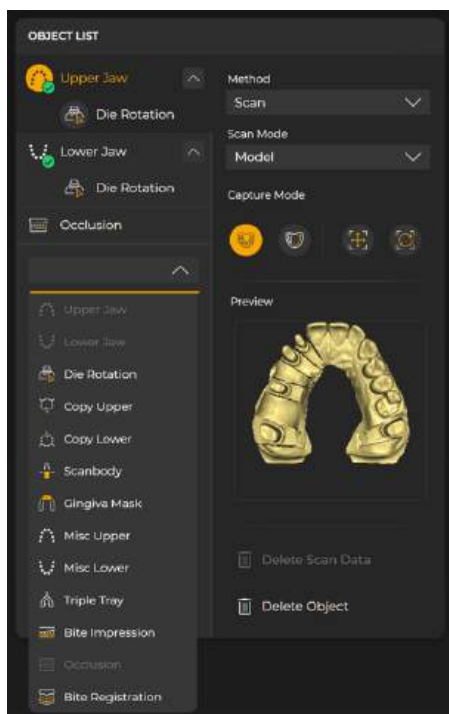 OBJECT LIST
Upper Jaw
Die Rotation
Lower Jaw
Die Rotation
Occlusion
Upper Jaw
Lower Jaw
Die Rotation
Copy Upper
Copy Lower
Scanbody
Gingiva Mask
Misc Upper
Misc Lower
Triple Tray
Bite Impression
Occlusion
Bite Registration
Method
Scan
Scan Mode
Model
Capture Mode
Preview
Delete Scan Data
Delete Object